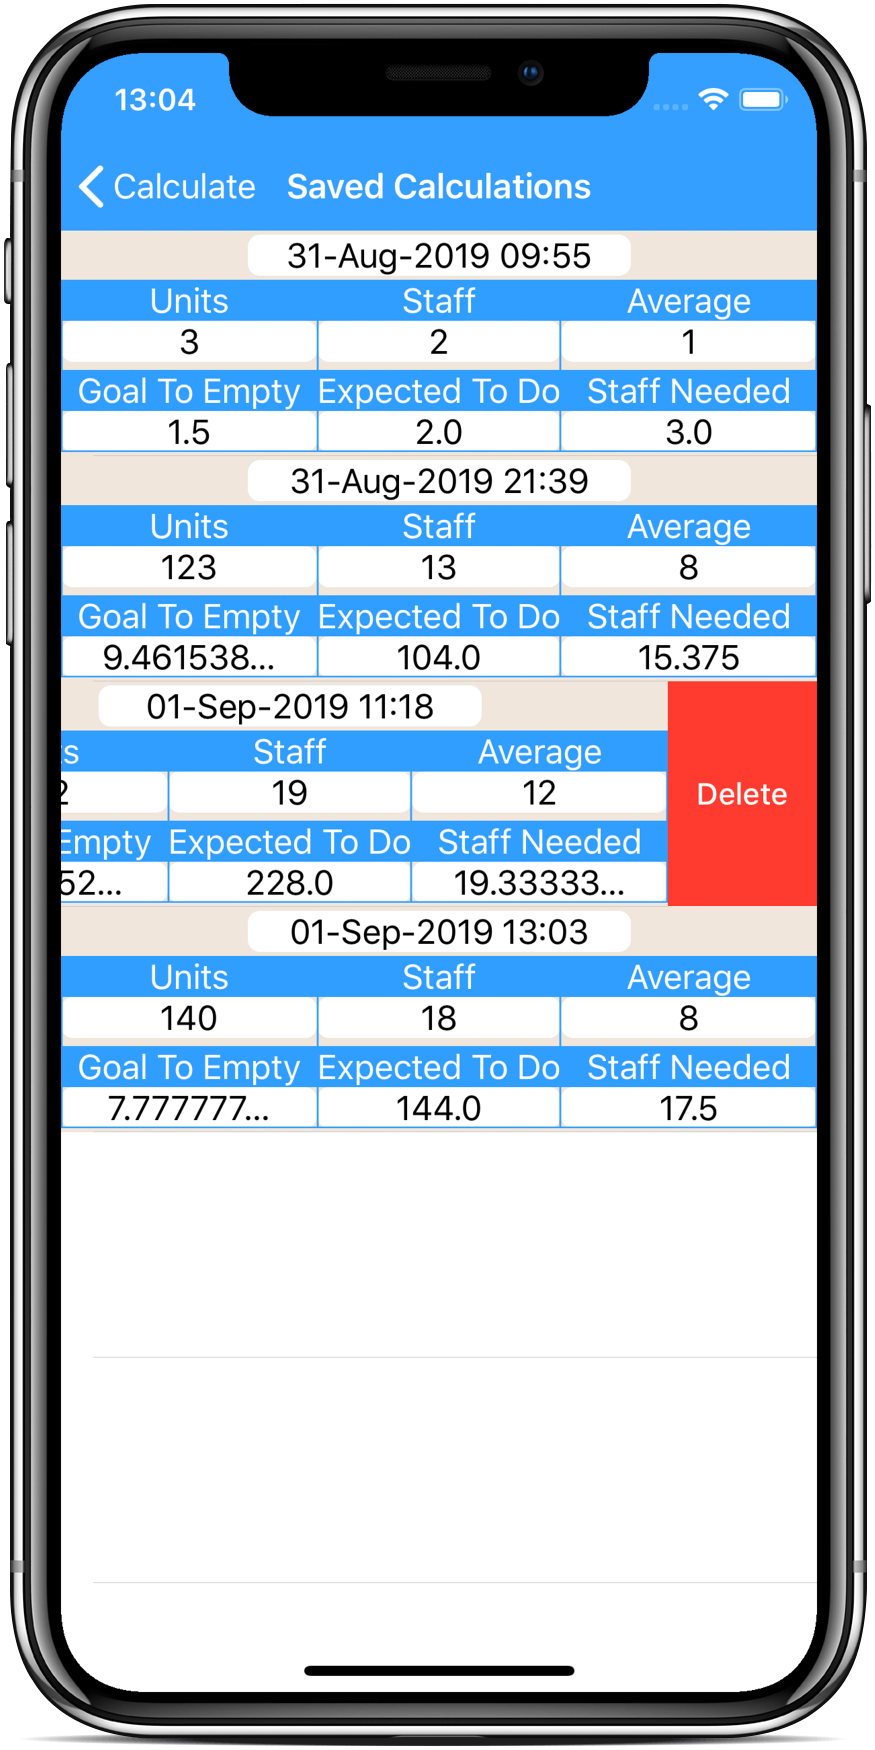 13:04
Calculate Saved Calculations
31-Aug-2019 09:55
Units Staff Average
3 2 1
Goal To Empty Expected To Do Staff Needed
1.5 2.0 3.0
31-Aug-2019 21:39
Units Staff Average
123 13 8
Goal To Empty Expected To Do Staff Needed
9.461538... 104.0 15.375
01-Sep-2019 11:18
s Staff Average
2 19 12
Delete
Empty Expected To Do Staff Needed
52... 228.0 19.33333...
01-Sep-2019 13:03
Units Staff Average
140 18 8
Goal To Empty Expected To Do Staff Needed
7.777777... 144.0 17.5